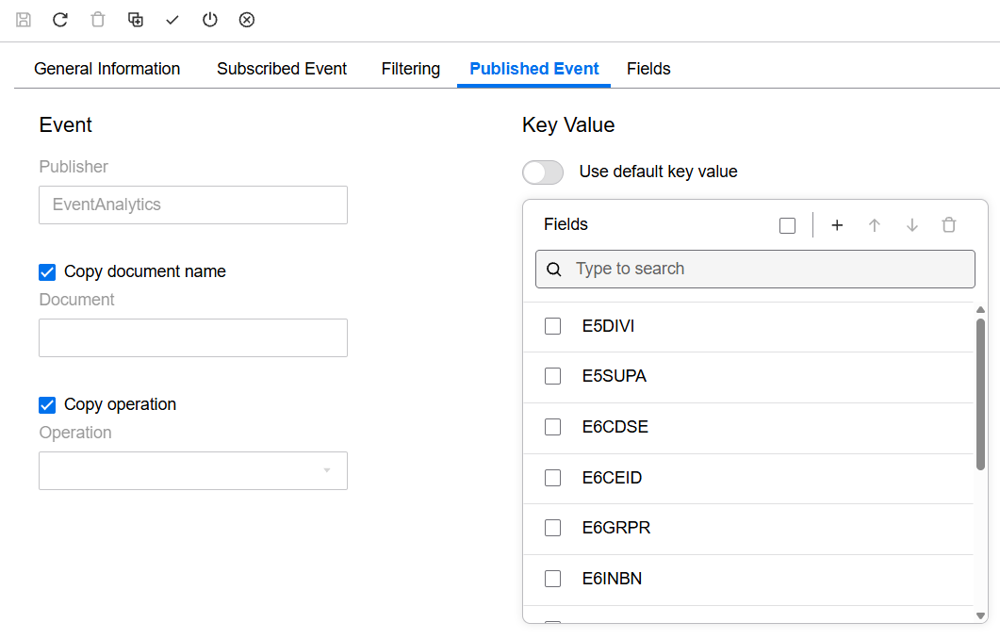 General Information
Subscribed Event
Filtering
Published Event
Fields
Event
Publisher
EventAnalytics
Copy document name
Document
Copy operation
Operation
Key Value
Use default key value
Fields
Type to search
E5DIVI
E5SUPA
E6CDSE
E6CEID
E6GRPR
E6INBN